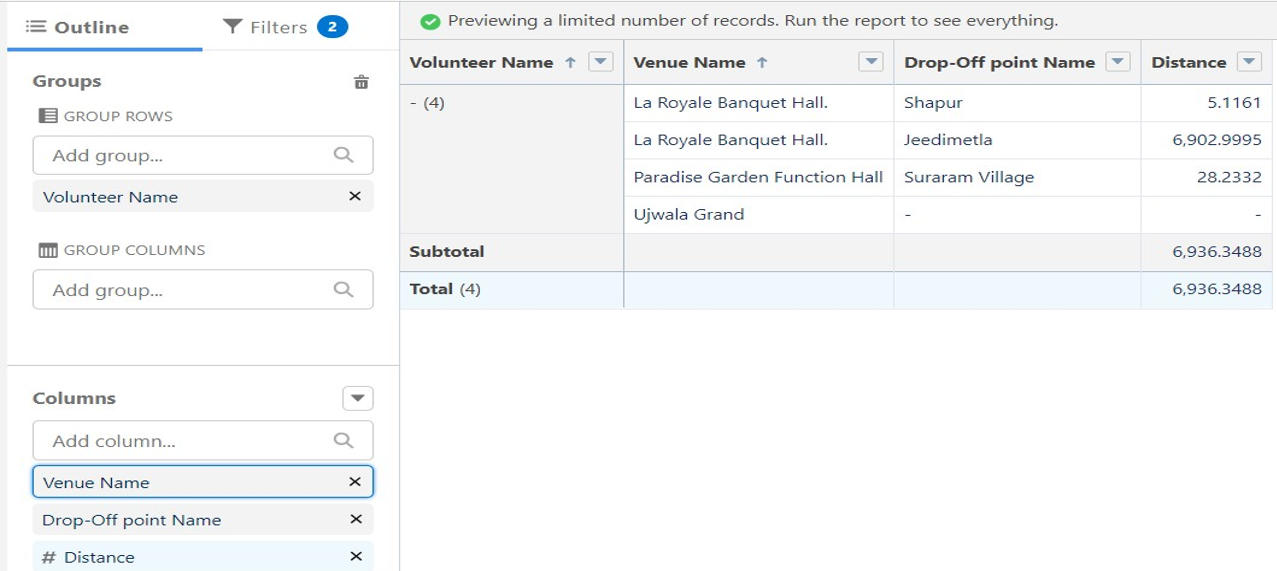 Outline
Filters 2
Groups
GROUP ROWS
Add group...
Volunteer Name
GROUP COLUMNS
Add group...
Columns
Add column...
Venue Name
Drop-Off point Name
# Distance
Previewing a limited number of records. Run the report to see everything.
Volunteer Name ↑ Venue Name ↑ Drop-Off point Name Distance
- (4) La Royale Banquet Hall. Shapur 5.1161
La Royale Banquet Hall. Jeedimetla 6,902.9995
Paradise Garden Function Hall Suraram Village 28.2332
Ujwala Grand - -
Subtotal 6,936.3488
Total (4) 6,936.3488